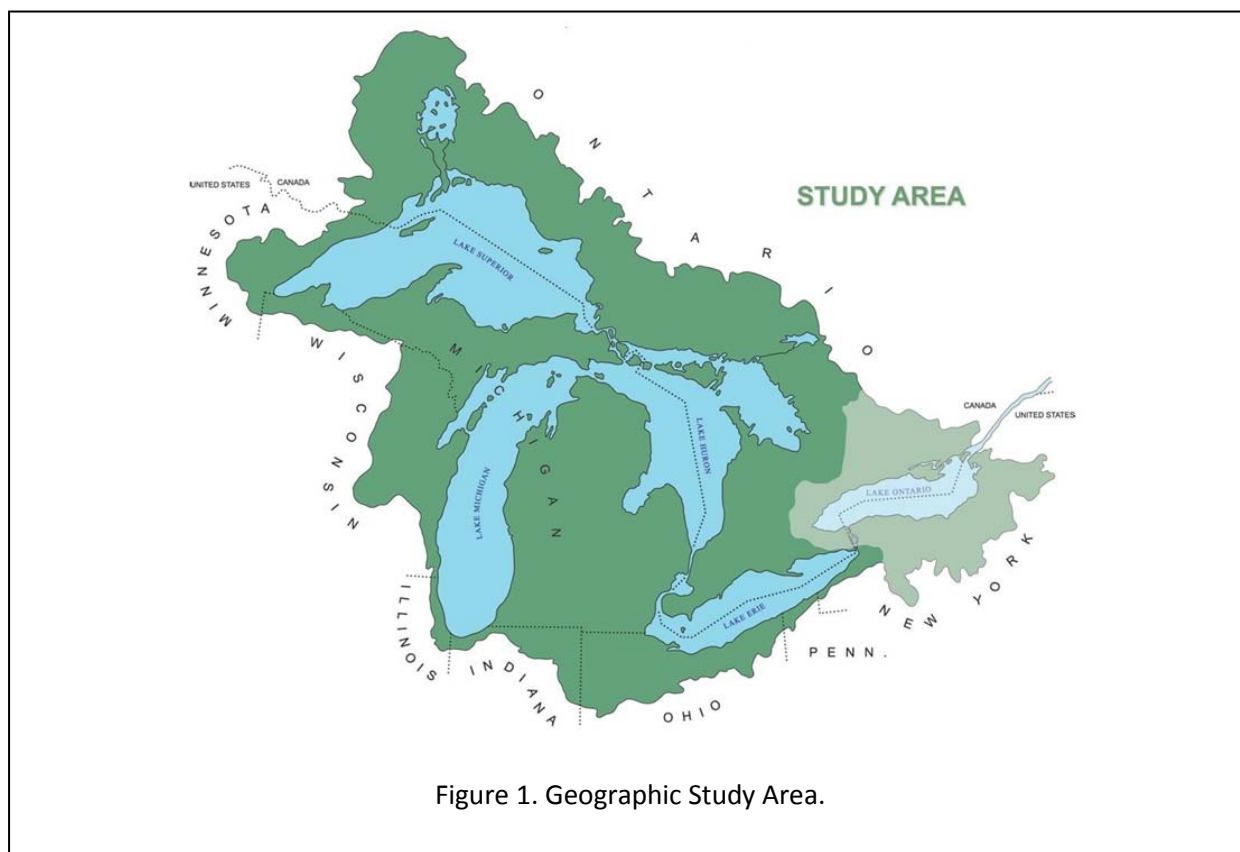 ONTARIO
STUDY AREA
UNITED STATES
CANADA
MINNESOTA
LAKE SUPERIOR
WISCONSIN
MICHIGAN
LAKE HURON
CANADA
UNITED STATES
LAKE MICHIGAN
LAKE ONTARIO
ILLINOIS
LAKE ERIE
NEW YORK
INDIANA
PENN.
OHIO
Figure 1. Geographic Study Area.